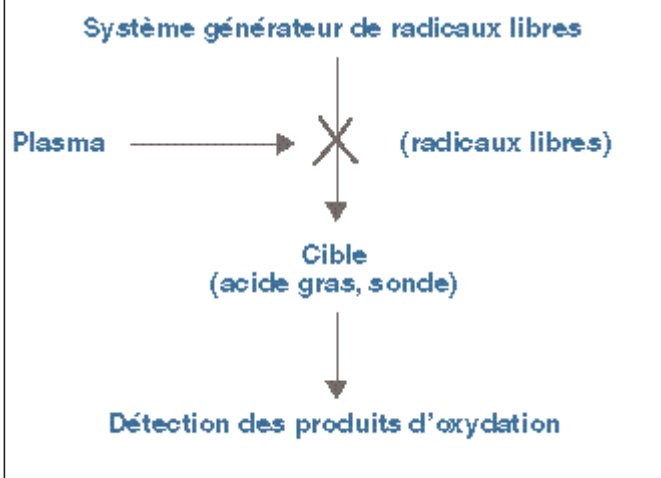 Système générateur de radicaux libres
Plasma
(radicaux libres)
Cible
(acide gras, sonde)
Détection des produits d'oxydation